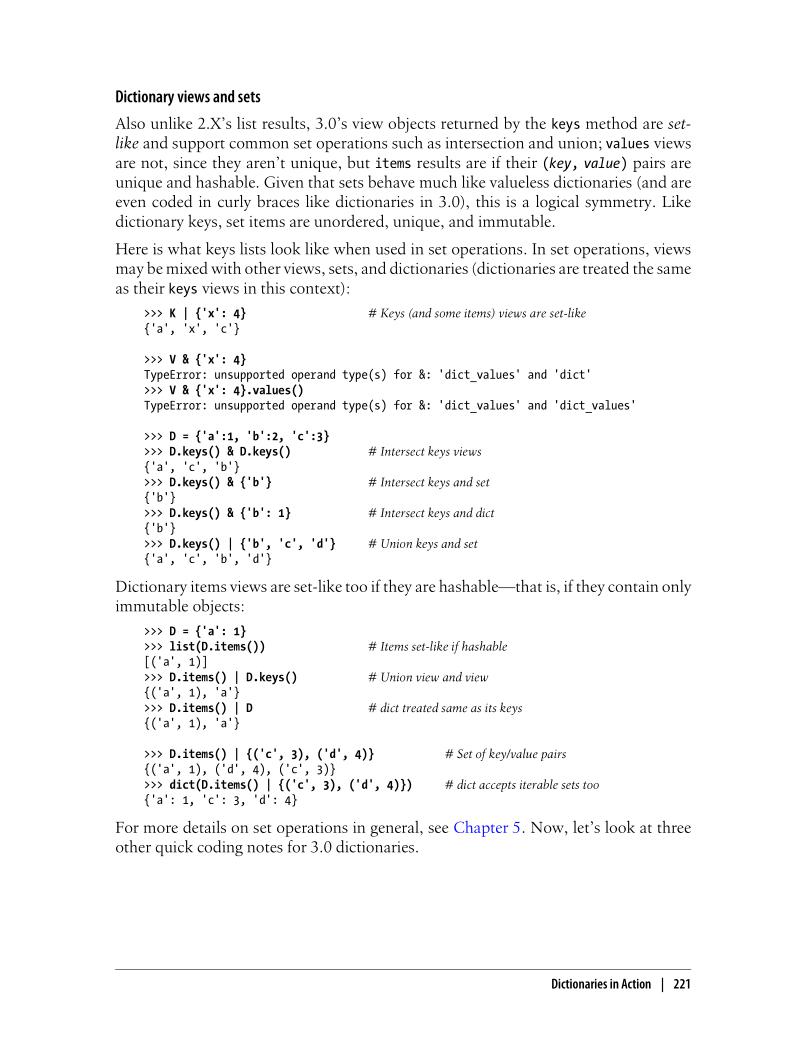 Dictionary views and sets
Also unlike 2.X's list results, 3.0's view objects returned by the keys method are set-
like and support common set operations such as intersection and union; values views
are not, since they aren't unique, but items results are if their (key, value) pairs are
unique and hashable. Given that sets behave much like valueless dictionaries (and are
even coded in curly braces like dictionaries in 3.0), this is a logical symmetry. Like
dictionary keys, set items are unordered, unique, and immutable.
Here is what keys lists look like when used in set operations. In set operations, views
may be mixed with other views, sets, and dictionaries (dictionaries are treated the same
as their keys views in this context):
>>> K | {'x': 4}    # Keys (and some items) views are set-like
{'a', 'x', 'c'}
>>> V & {'x': 4}
TypeError: unsupported operand type(s) for &: 'dict_values' and 'dict'
>>> V & {'x': 4}.values()
TypeError: unsupported operand type(s) for &: 'dict_values' and 'dict_values'
>>> D = {'a':1, 'b':2, 'c':3}
>>> D.keys() & D.keys()    # Intersect keys views
{'a', 'c', 'b'}
>>> D.keys() & {'b'}    # Intersect keys and set
{'b'}
>>> D.keys() & {'b': 1}    # Intersect keys and dict
{'b'}
>>> D.keys() | {'b', 'c', 'd'}    # Union keys and set
{'a', 'c', 'b', 'd'}
Dictionary items views are set-like too if they are hashable—that is, if they contain only
immutable objects:
>>> D = {'a': 1}
>>> list(D.items())    # Items set-like if hashable
[('a', 1)]
>>> D.items() | D.keys()    # Union view and view
{('a', 1), 'a'}
>>> D.items() | D    # dict treated same as its keys
{('a', 1), 'a'}
>>> D.items() | {('c', 3), ('d', 4)}    # Set of key/value pairs
{('a', 1), ('d', 4), ('c', 3)}
>>> dict(D.items() | {('c', 3), ('d', 4)})    # dict accepts iterable sets too
{'a': 1, 'c': 3, 'd': 4}
For more details on set operations in general, see Chapter 5. Now, let's look at three
other quick coding notes for 3.0 dictionaries.
Dictionaries in Action | 221